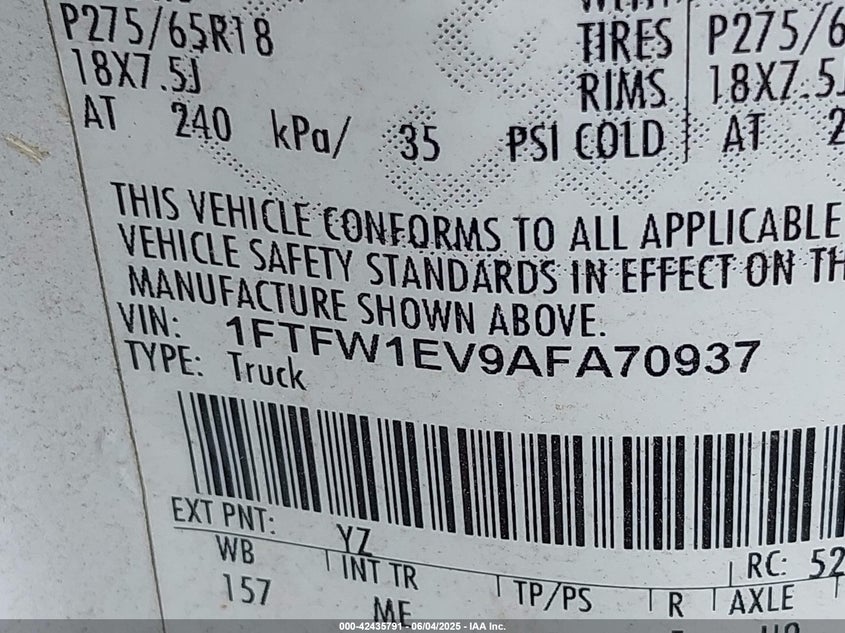 P275/65R18
18X7.5J
AT 240 kPa/ 35 PSI COLD
TIRES P275/6
RIMS 18X7.5J
AT 2
THIS VEHICLE CONFORMS TO ALL APPLICABLE
VEHICLE SAFETY STANDARDS IN EFFECT ON TH
MANUFACTURE SHOWN ABOVE.
VIN: 1FTFW1EV9AFA70937
TYPE: Truck
EXT PNT: YZ RC: 52
WB INT TR TP/PS R AXLE
157 ME
000-42435791 - 06/04/2025 - IAA Inc.